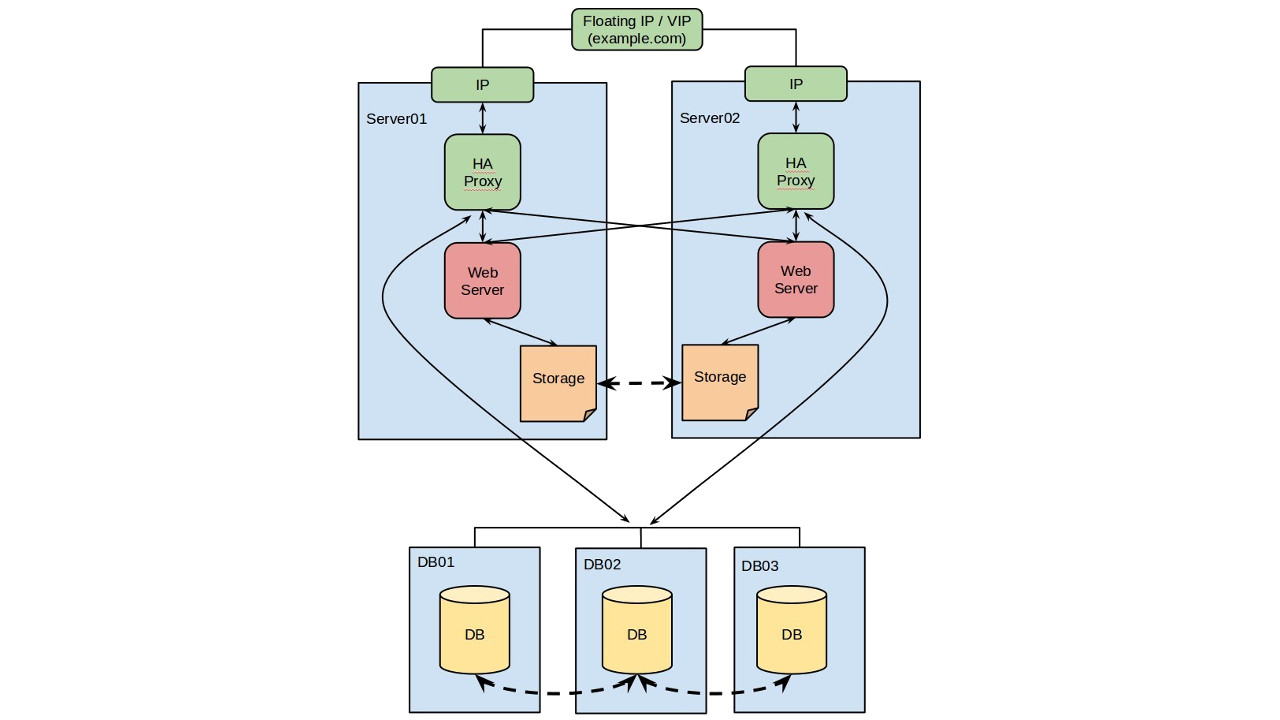 Floating IP / VIP
(example.com)
IP
IP
Server01
Server02
HA
Proxy
HA
Proxy
Web
Server
Web
Server
Storage
Storage
DB01
DB02
DB03
DB
DB
DB